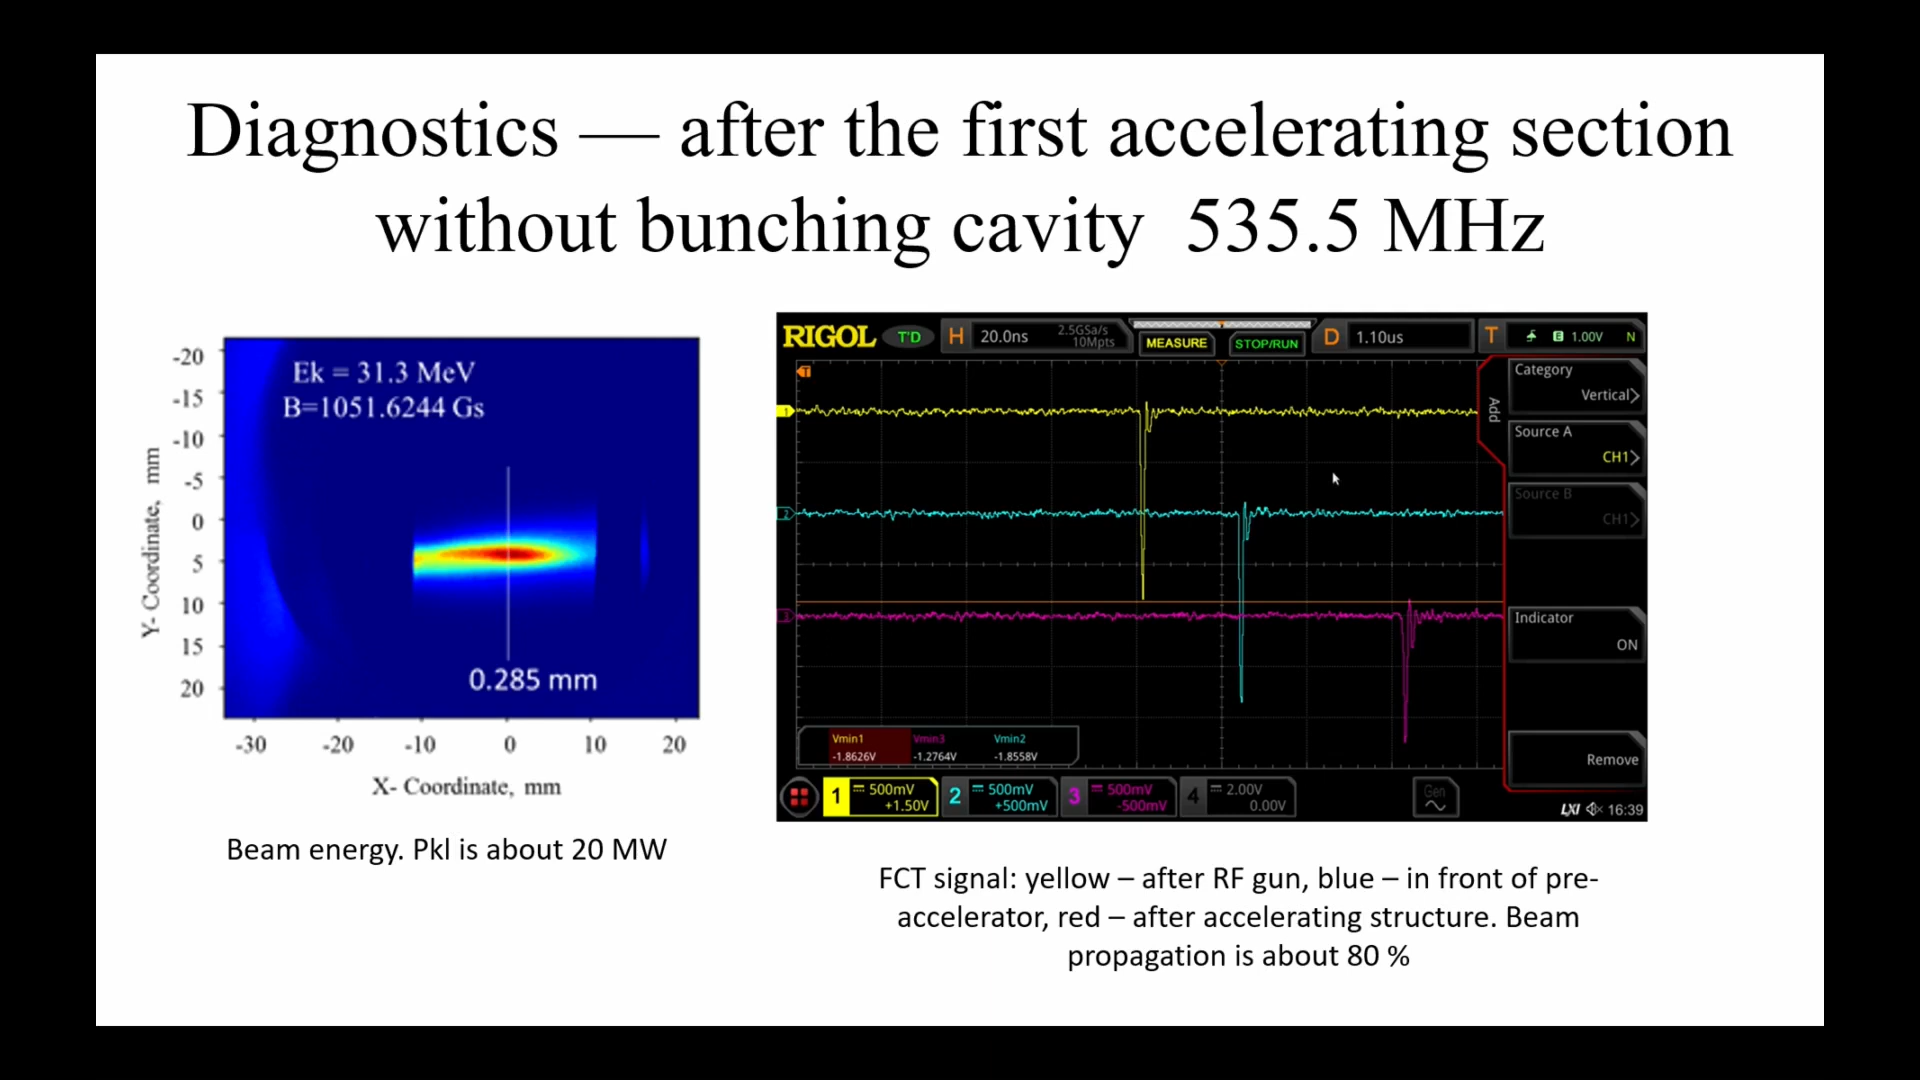 Diagnostics — after the first accelerating section
without bunching cavity 535.5 MHz
Ek = 31.3 MeV
B=1051.6244 Gs
0.285 mm
Y- Coordinate, mm
-20
-15
-10
-5
0
5
10
15
20
-30 -20 -10 0 10 20
X- Coordinate, mm
Beam energy. Pkl is about 20 MW
RIGOL T'D H 20.0ns 2.5GSa/s 10Mpts MEASURE STOP/RUN D 1.10us T E 1.00V N
T
1
2
3
Add
Category
Vertical>
Source A
CH1>
Source B
CH1>
Indicator
ON
Remove
Vmin1 Vmin3 Vmin2
-1.8626V -1.2764V -1.8558V
1 500mV +1.50V 2 500mV +500mV 3 500mV -500mV 4 2.00V 0.00V Gen
LXI 16:39
FCT signal: yellow – after RF gun, blue – in front of pre-
accelerator, red – after accelerating structure. Beam
propagation is about 80 %